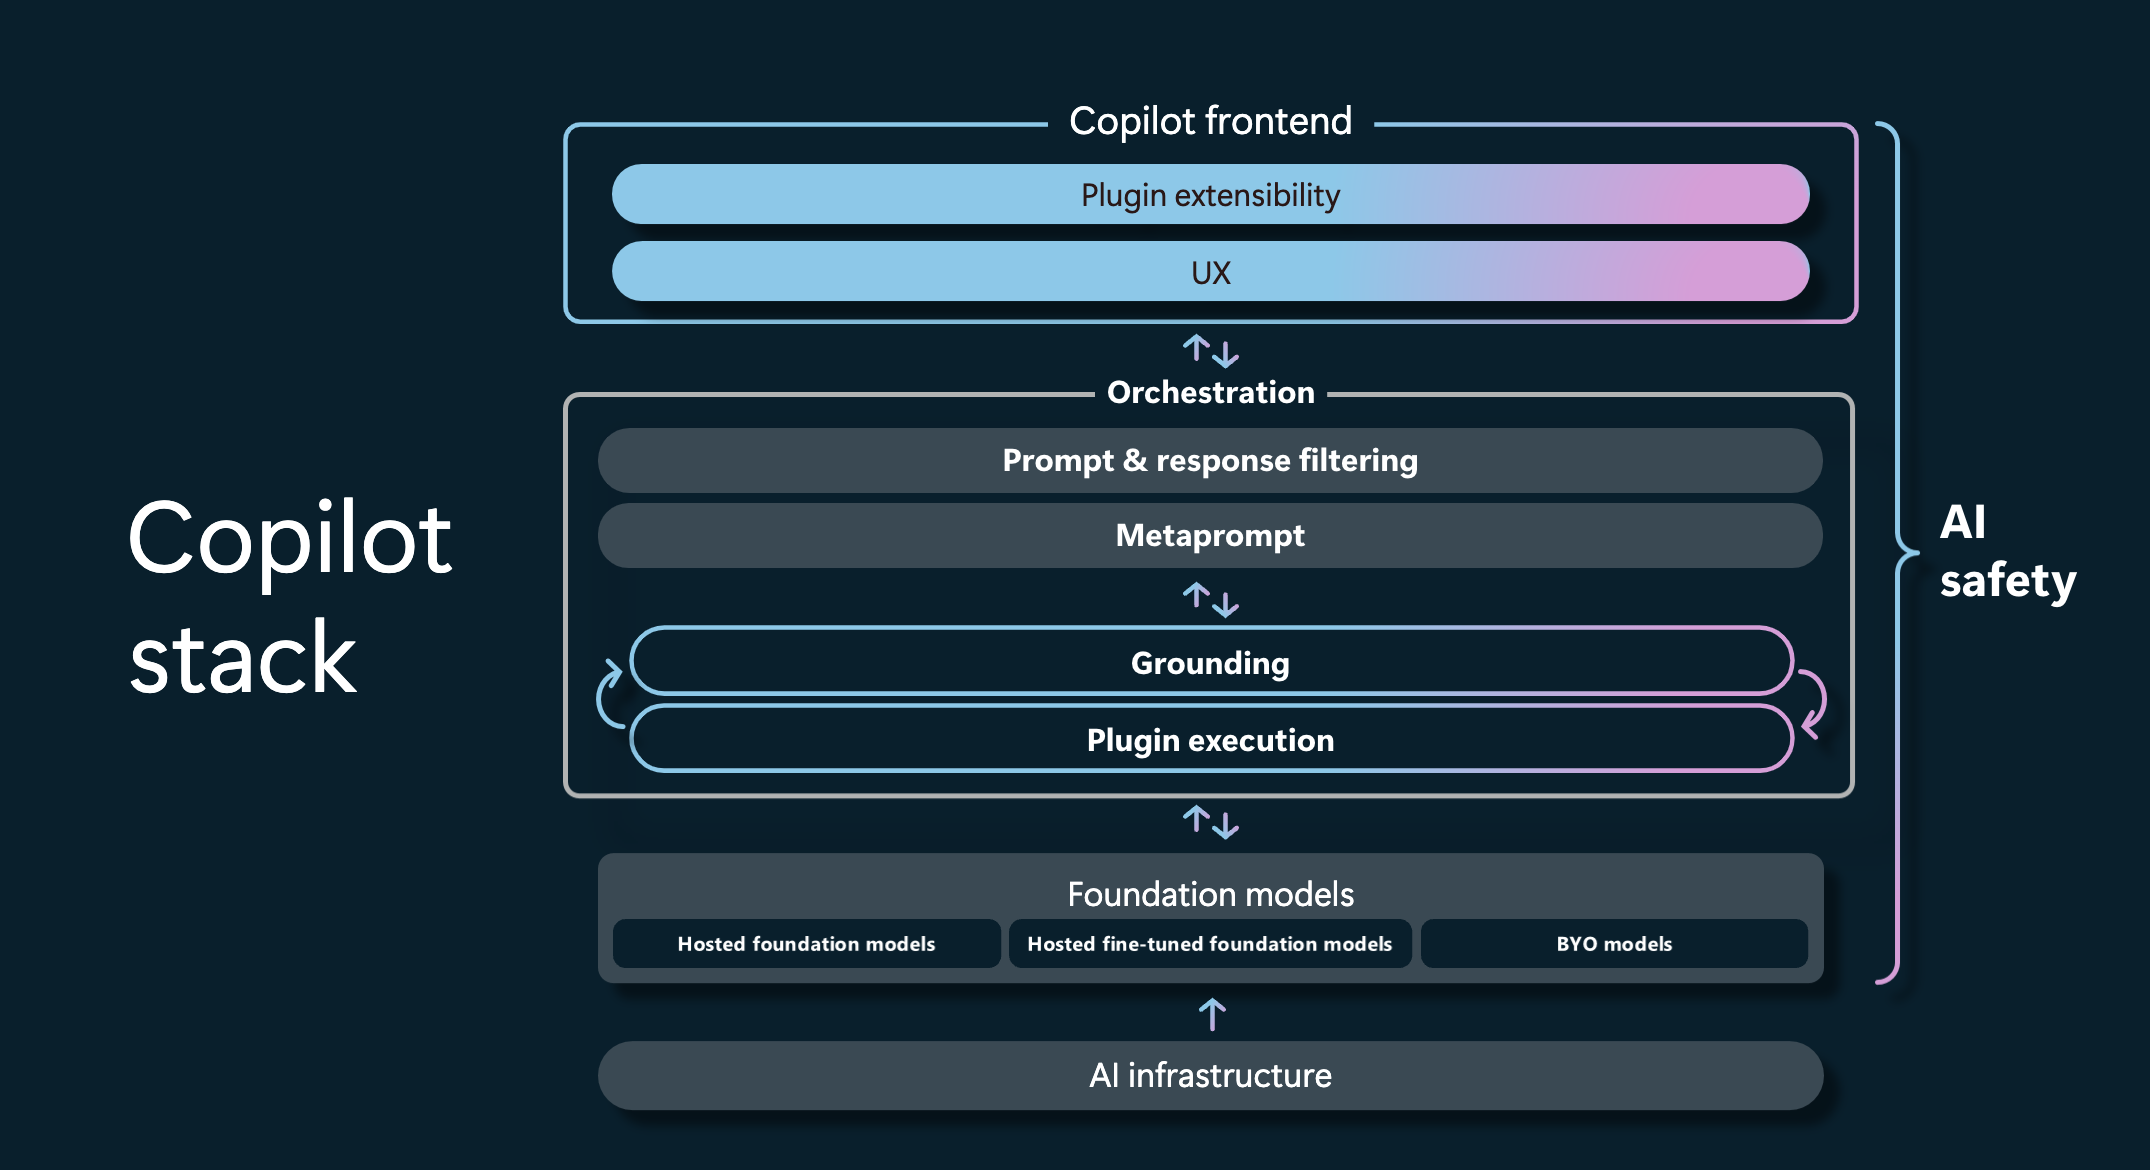 Copilot
stack
Copilot frontend
Plugin extensibility
UX
Orchestration
Prompt & response filtering
Metaprompt
Grounding
Plugin execution
Foundation models
Hosted foundation models
Hosted fine-tuned foundation models
BYO models
AI infrastructure
AI
safety